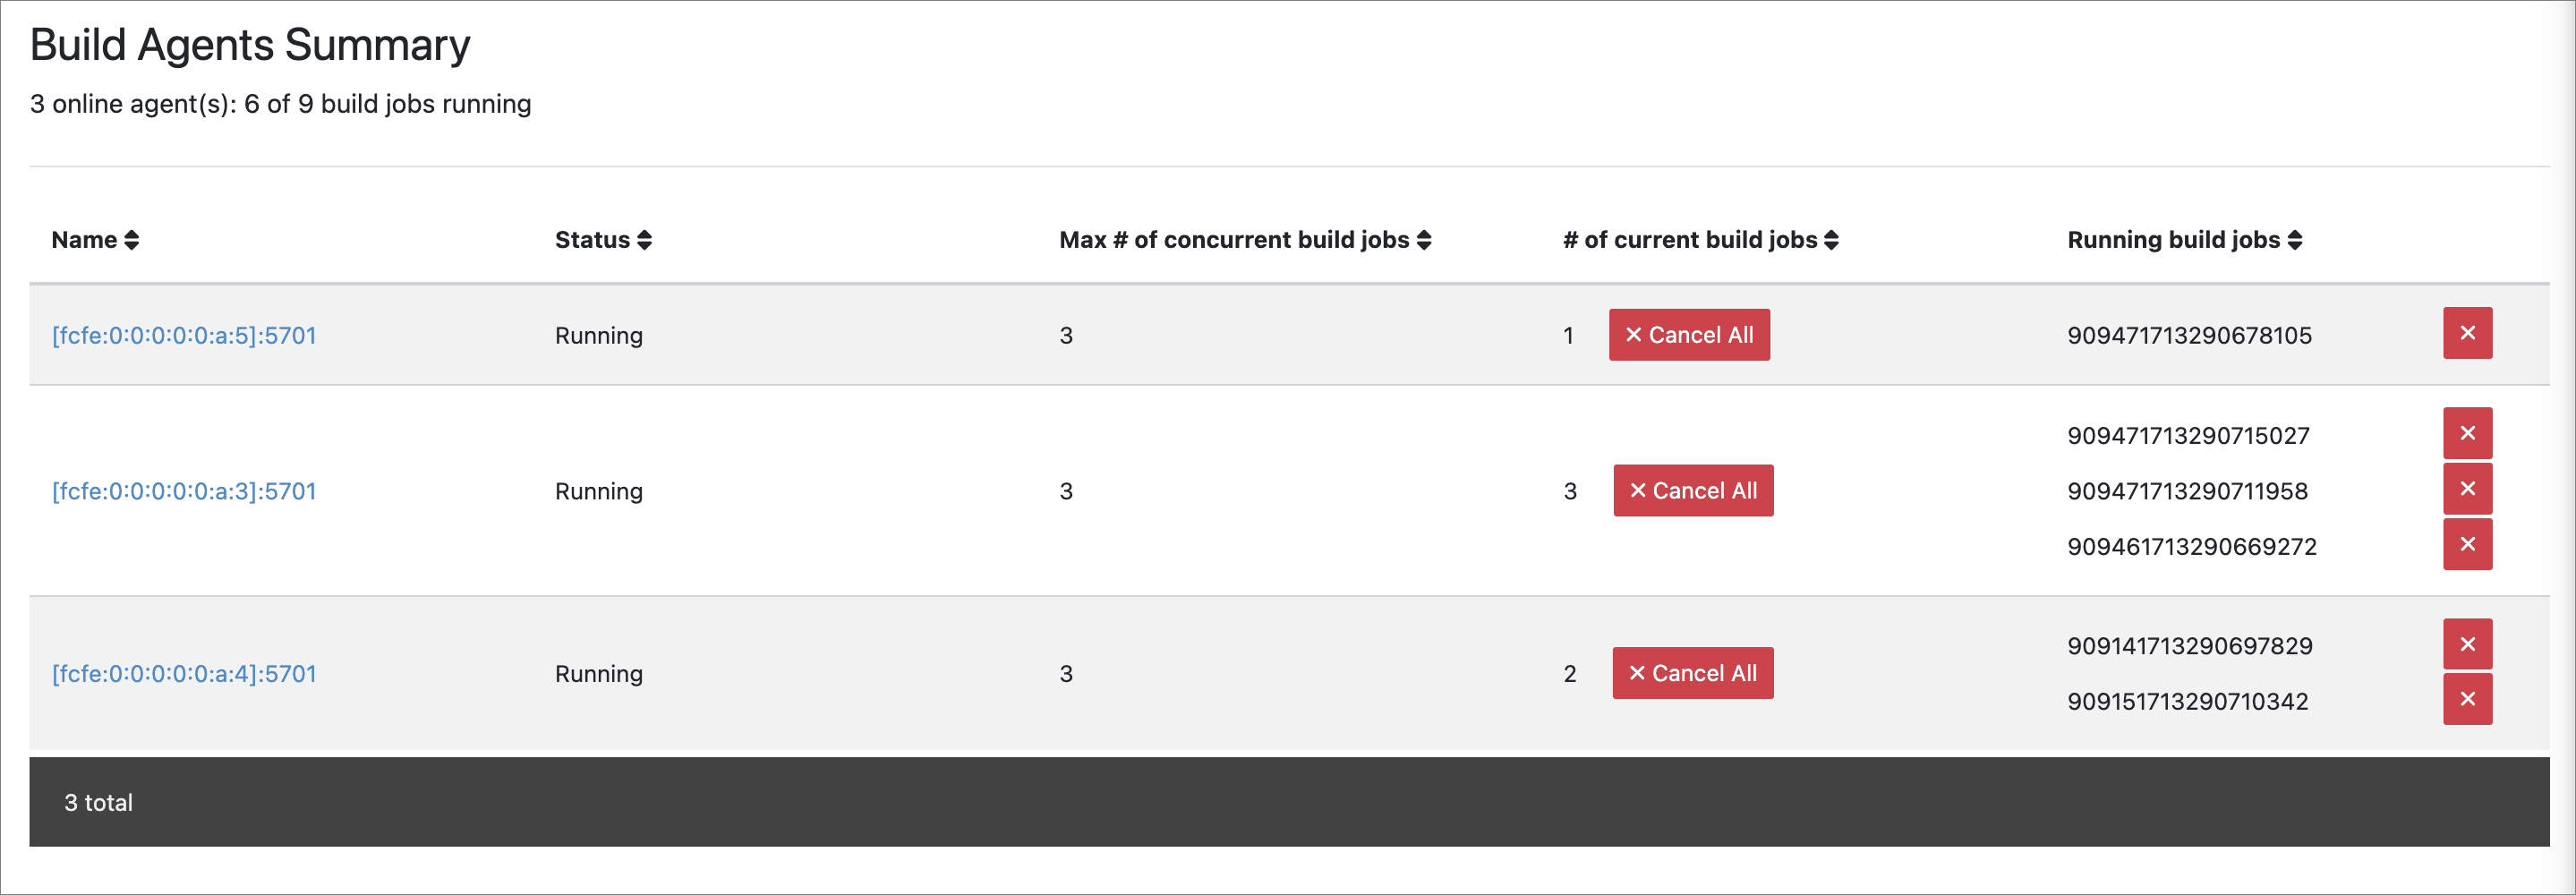 Build Agents Summary
3 online agent(s): 6 of 9 build jobs running
Name Status Max # of concurrent build jobs # of current build jobs Running build jobs
[fcfe:0:0:0:0:0:a:5]:5701 Running 3 1 × Cancel All 909471713290678105 ×
[fcfe:0:0:0:0:0:a:3]:5701 Running 3 3 × Cancel All 909471713290715027 ×
909471713290711958 ×
909461713290669272 ×
[fcfe:0:0:0:0:0:a:4]:5701 Running 3 2 × Cancel All 909141713290697829 ×
909151713290710342 ×
3 total